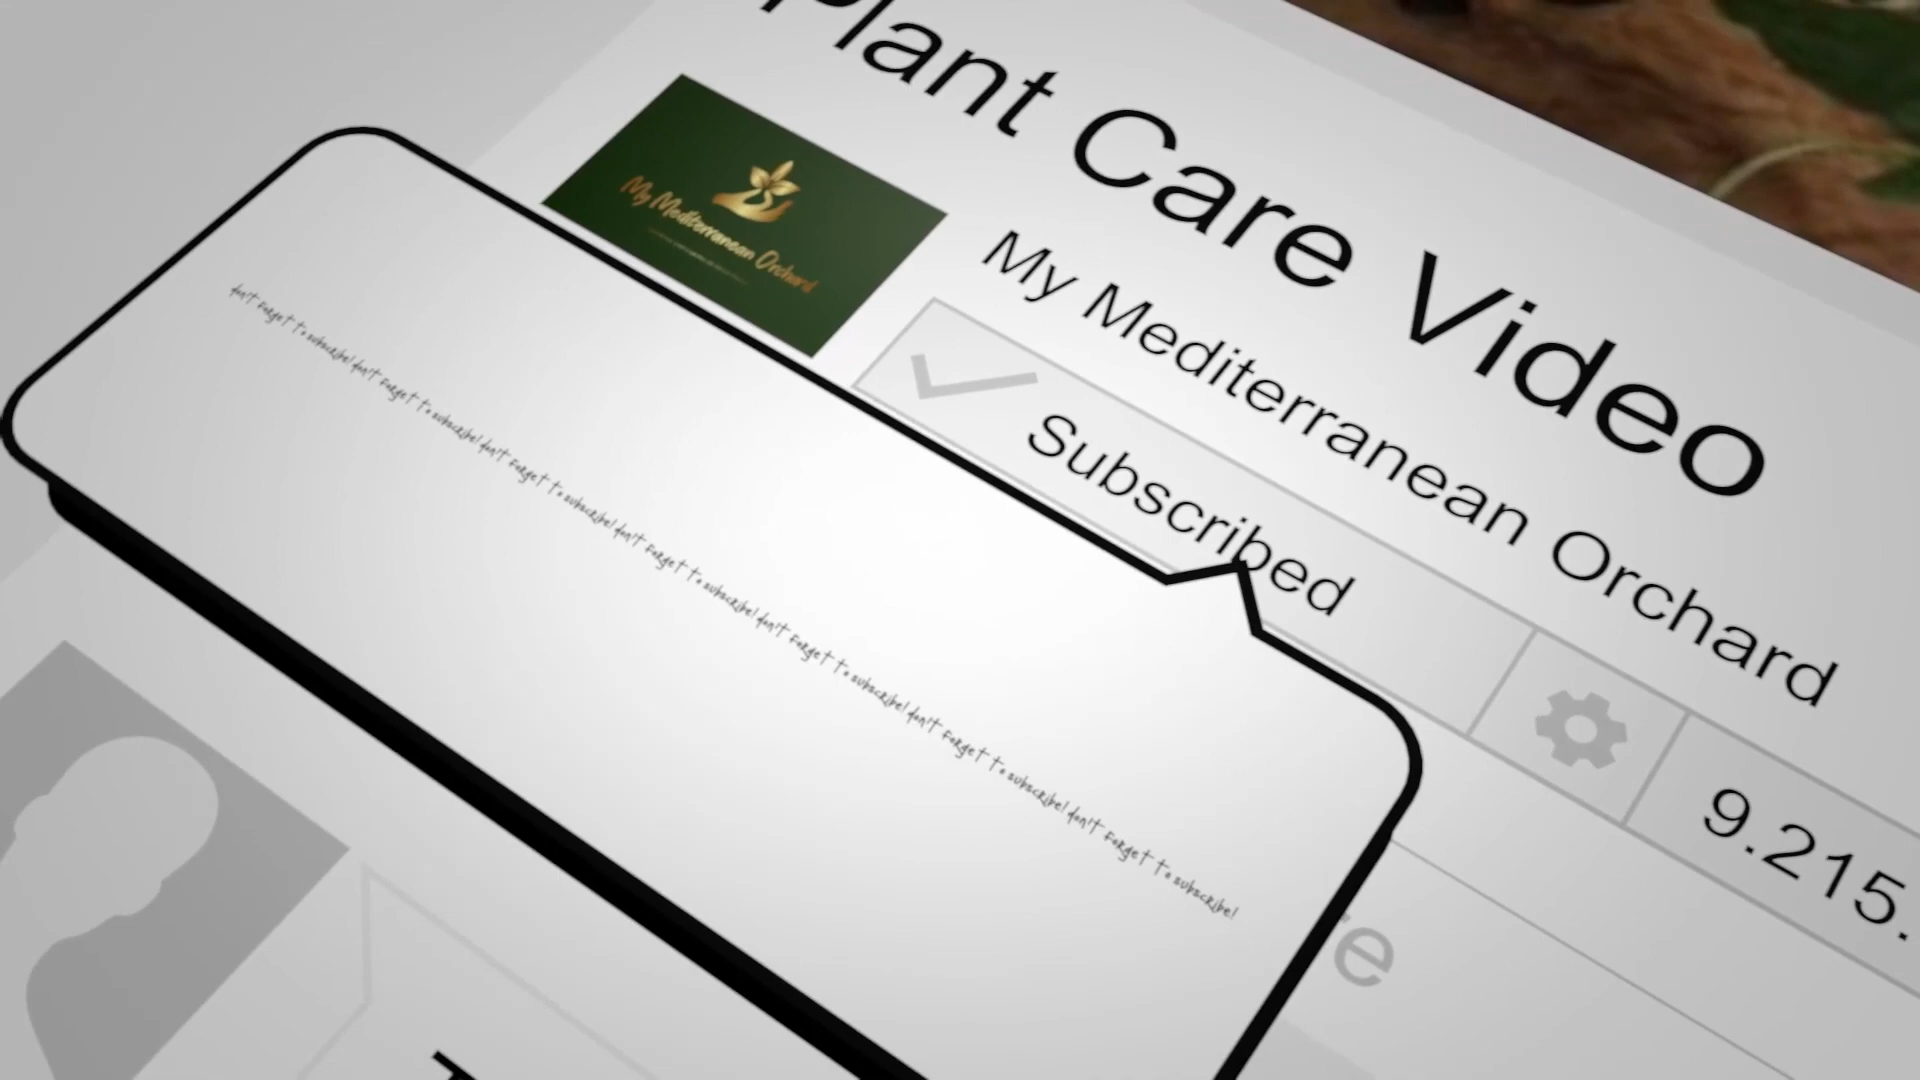 Plant Care Video
My Mediterranean Orchard
My Mediterranean Orchard
Subscribed
9.215.
don't forget to subscribe! don't forget to subscribe! don't forget to subscribe! don't forget to subscribe! don't forget to subscribe! don't forget to subscribe! don't forget to subscribe!